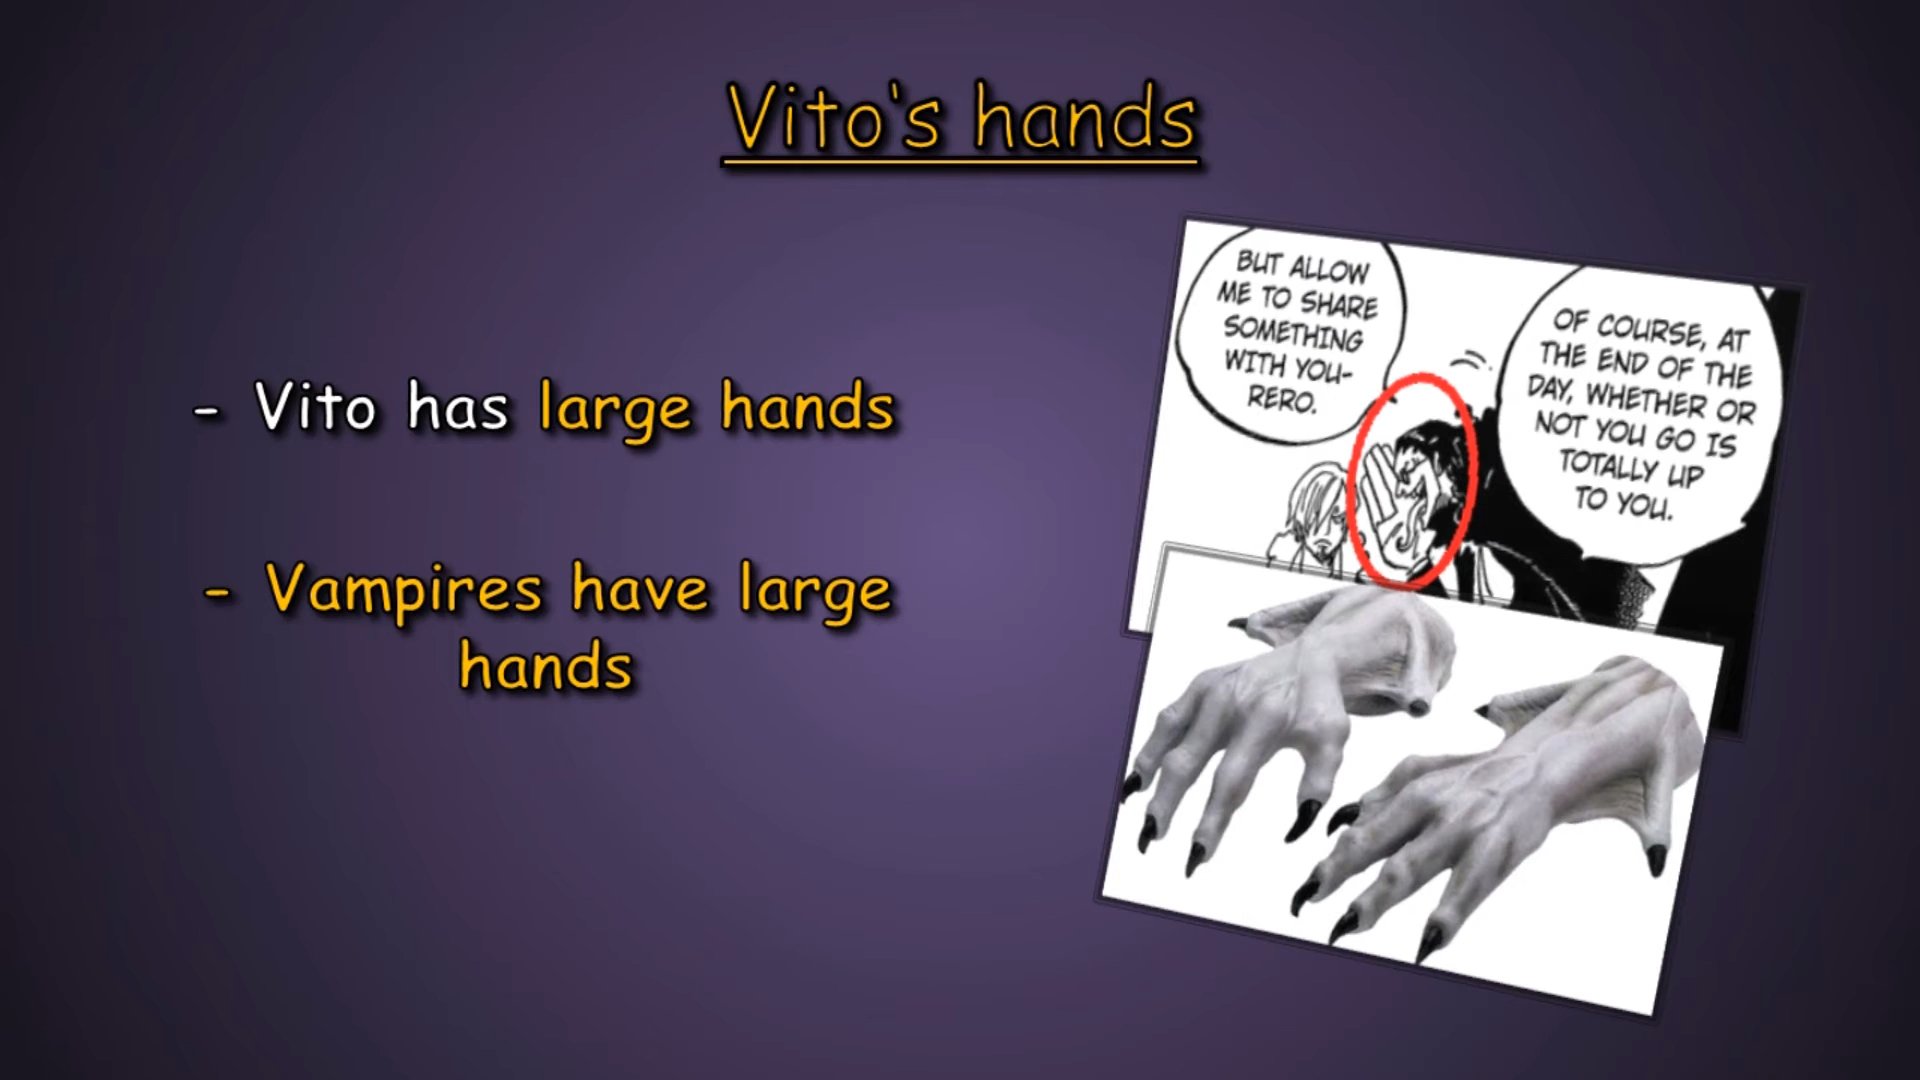 Vito's hands
- Vito has large hands
- Vampires have large
hands
BUT ALLOW
ME TO SHARE
SOMETHING
WITH YOU-
RERO.
OF COURSE, AT
THE END OF THE
DAY, WHETHER OR
NOT YOU GO IS
TOTALLY UP
TO YOU.